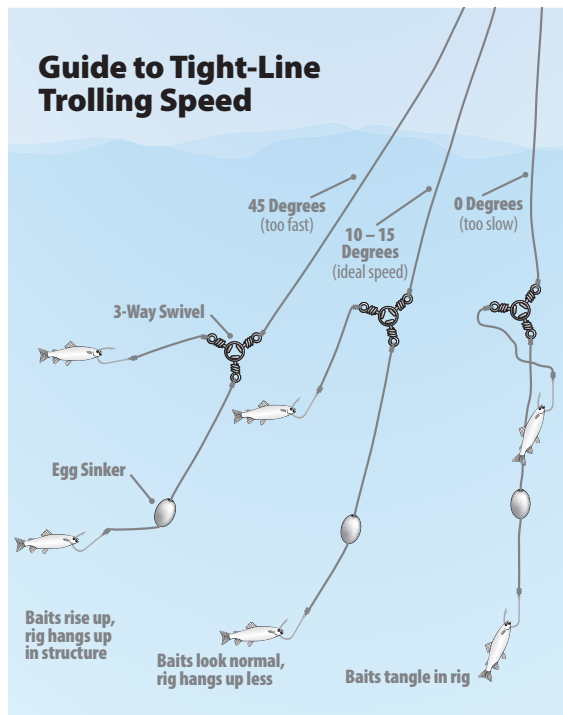 Guide to Tight-Line
Trolling Speed
45 Degrees
(too fast)
10 – 15
Degrees
(ideal speed)
0 Degrees
(too slow)
3-Way Swivel
Egg Sinker
Baits rise up,
rig hangs up
in structure
Baits look normal,
rig hangs up less
Baits tangle in rig